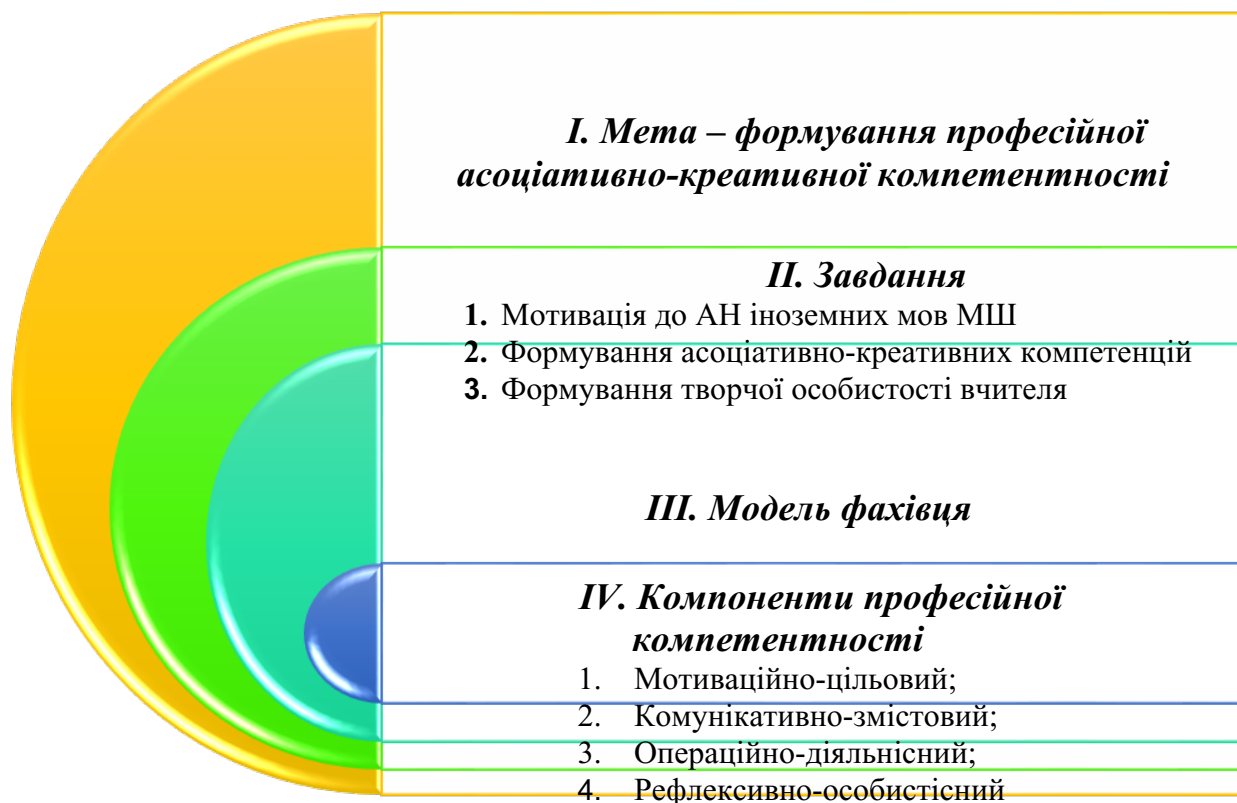 I. Мета – формування професійної
асоціативно-креативної компетентності
II. Завдання
1. Мотивація до АН іноземних мов МШ
2. Формування асоціативно-креативних компетенцій
3. Формування творчої особистості вчителя
III. Модель фахівця
IV. Компоненти професійної
компетентності
1. Мотиваційно-цільовий;
2. Комунікативно-змістовий;
3. Операційно-діяльнісний;
4. Рефлексивно-особистісний